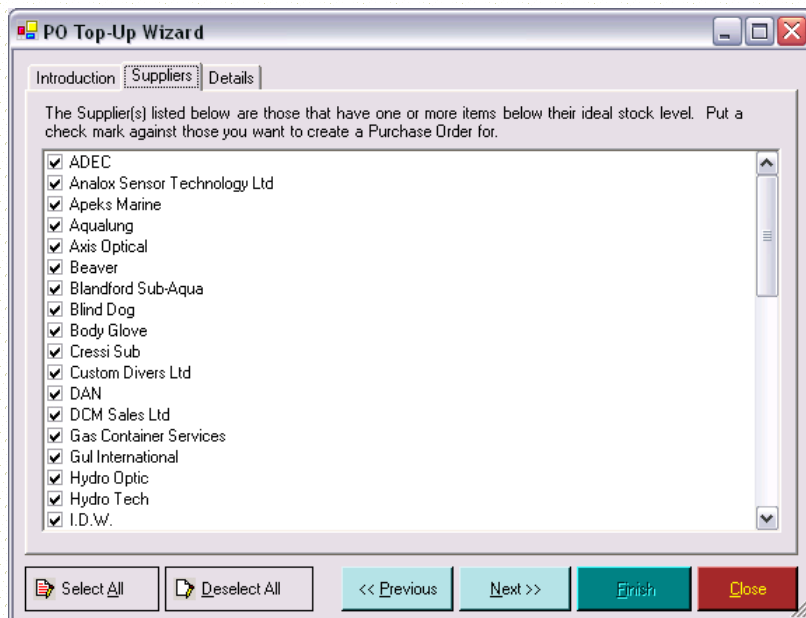 PO Top-Up Wizard
Introduction Suppliers Details
The Supplier(s) listed below are those that have one or more items below their ideal stock level. Put a
check mark against those you want to create a Purchase Order for.
ADEC
Analox Sensor Technology Ltd
Apeks Marine
Aqualung
Axis Optical
Beaver
Blandford Sub-Aqua
Blind Dog
Body Glove
Cressi Sub
Custom Divers Ltd
DAN
DCM Sales Ltd
Gas Container Services
Gul International
Hydro Optic
Hydro Tech
I.D.W.
Select All Deselect All << Previous Next >> Finish Close